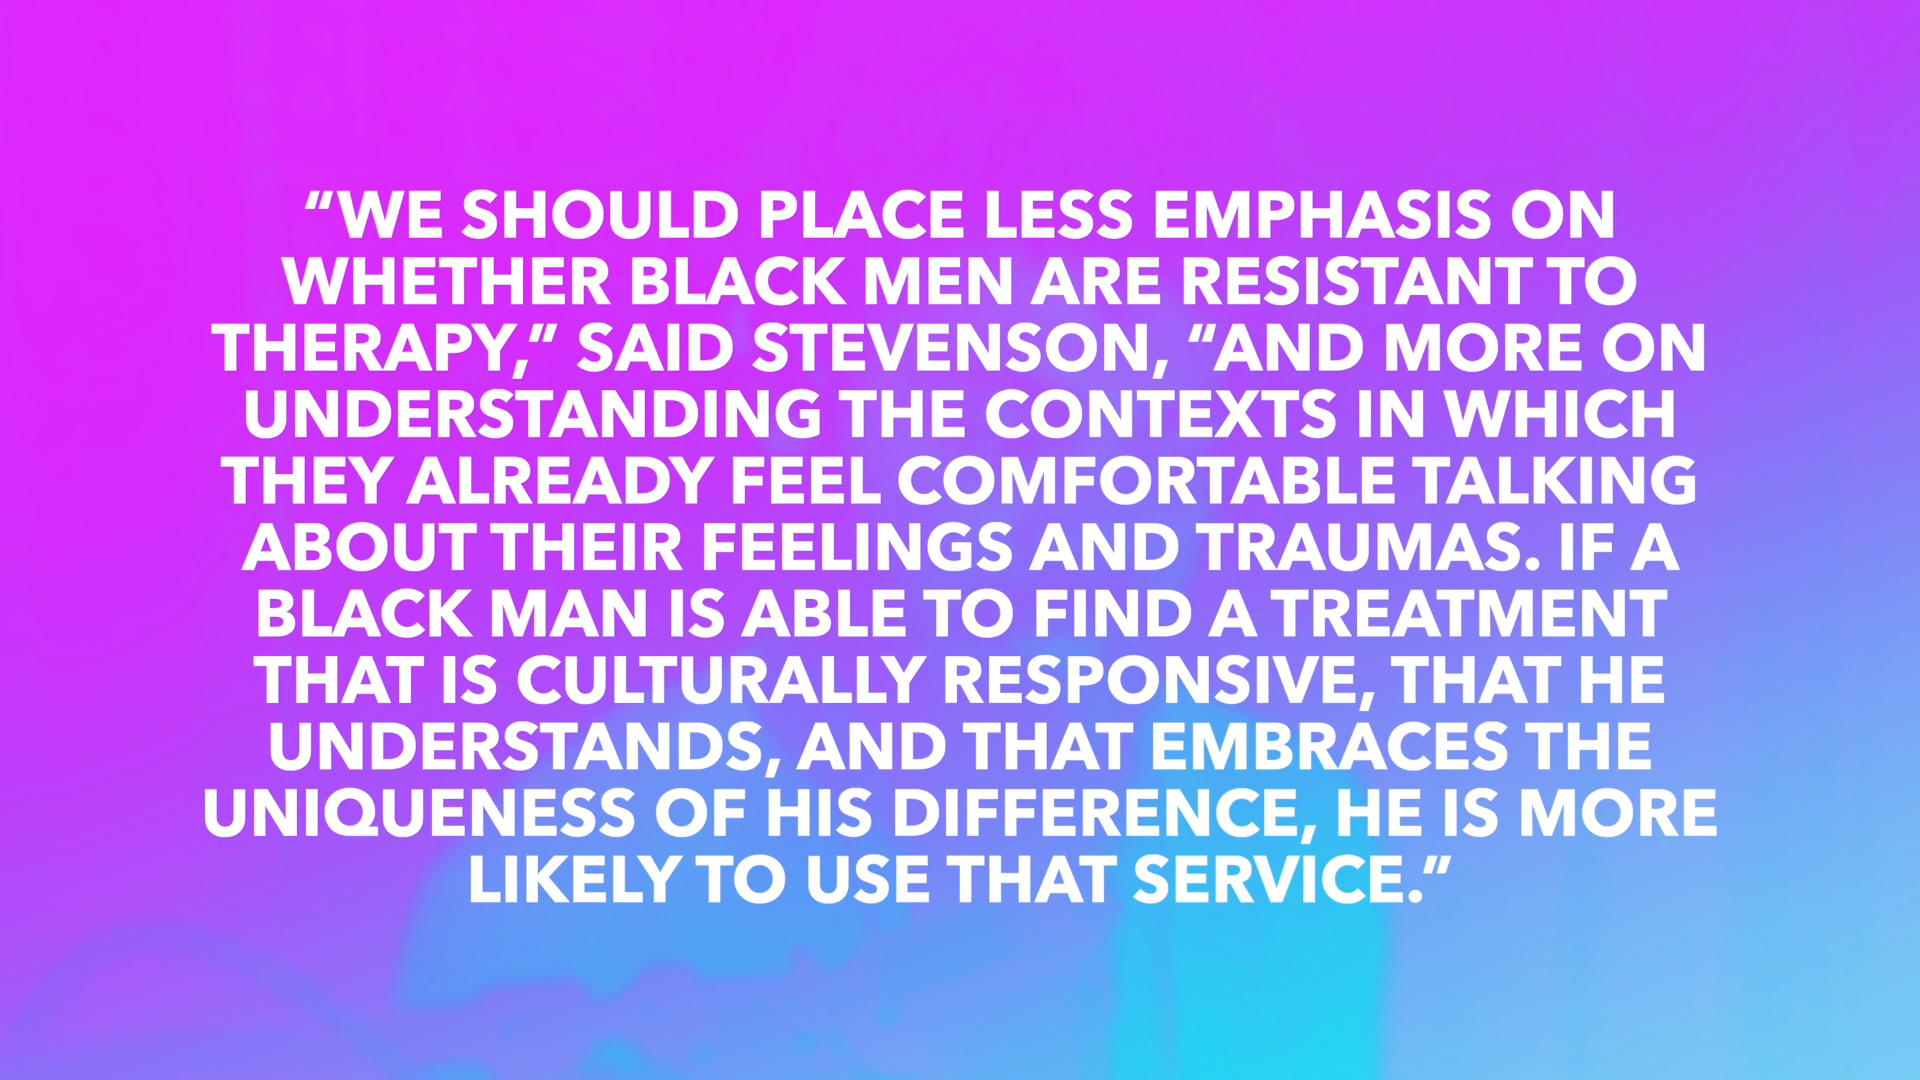 “WE SHOULD PLACE LESS EMPHASIS ON
WHETHER BLACK MEN ARE RESISTANT TO
THERAPY,” SAID STEVENSON, “AND MORE ON
UNDERSTANDING THE CONTEXTS IN WHICH
THEY ALREADY FEEL COMFORTABLE TALKING
ABOUT THEIR FEELINGS AND TRAUMAS. IF A
BLACK MAN IS ABLE TO FIND A TREATMENT
THAT IS CULTURALLY RESPONSIVE, THAT HE
UNDERSTANDS, AND THAT EMBRACES THE
UNIQUENESS OF HIS DIFFERENCE, HE IS MORE
LIKELY TO USE THAT SERVICE.”